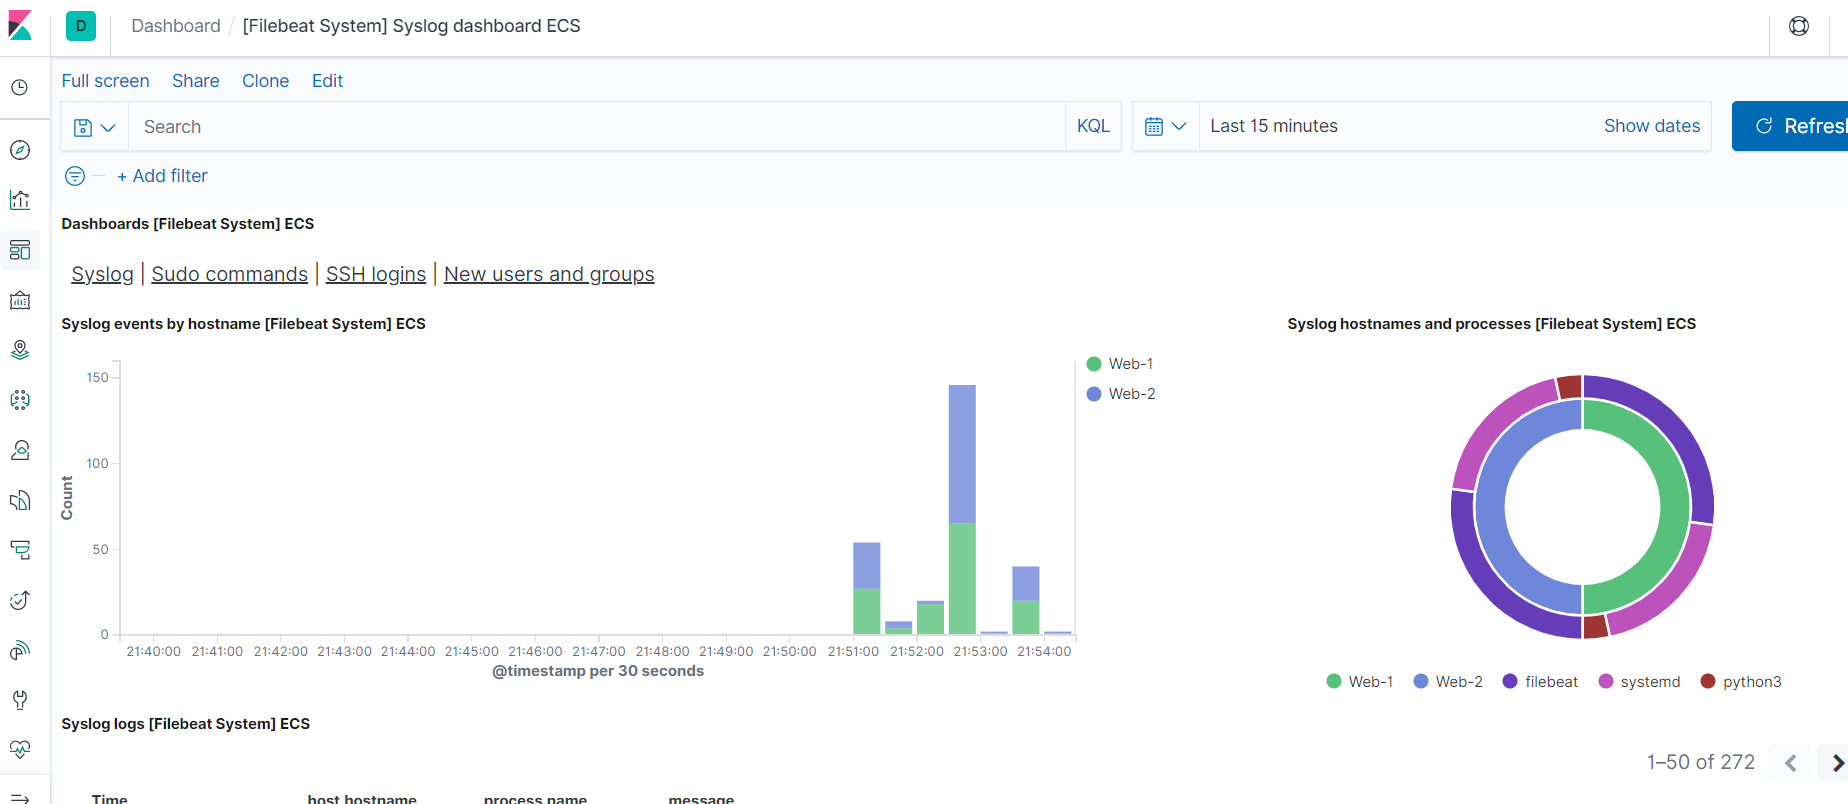 D Dashboard / [Filebeat System] Syslog dashboard ECS
Full screen Share Clone Edit
Search KQL Last 15 minutes Show dates Refresh
+ Add filter
Dashboards [Filebeat System] ECS
Syslog | Sudo commands | SSH logins | New users and groups
Syslog events by hostname [Filebeat System] ECS
150
100
50
0
Count
21:40:00 21:41:00 21:42:00 21:43:00 21:44:00 21:45:00 21:46:00 21:47:00 21:48:00 21:49:00 21:50:00 21:51:00 21:52:00 21:53:00 21:54:00
@timestamp per 30 seconds
Web-1
Web-2
Syslog hostnames and processes [Filebeat System] ECS
Web-1 Web-2 filebeat systemd python3
Syslog logs [Filebeat System] ECS
1–50 of 272
Time host.hostname process.name message